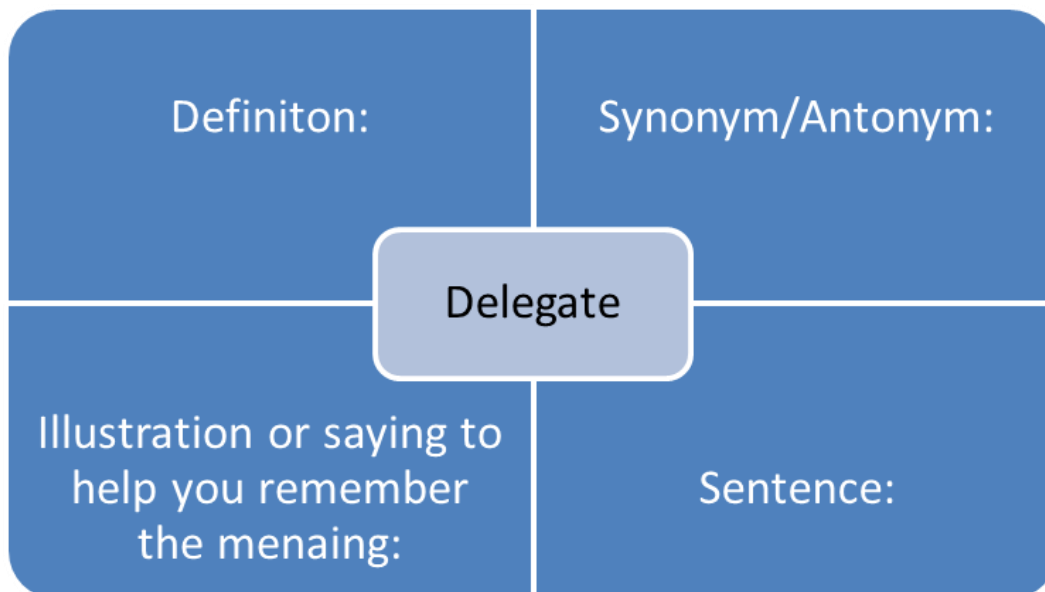 Definiton:
Synonym/Antonym:
Delegate
Illustration or saying to
help you remember
the menaing:
Sentence: